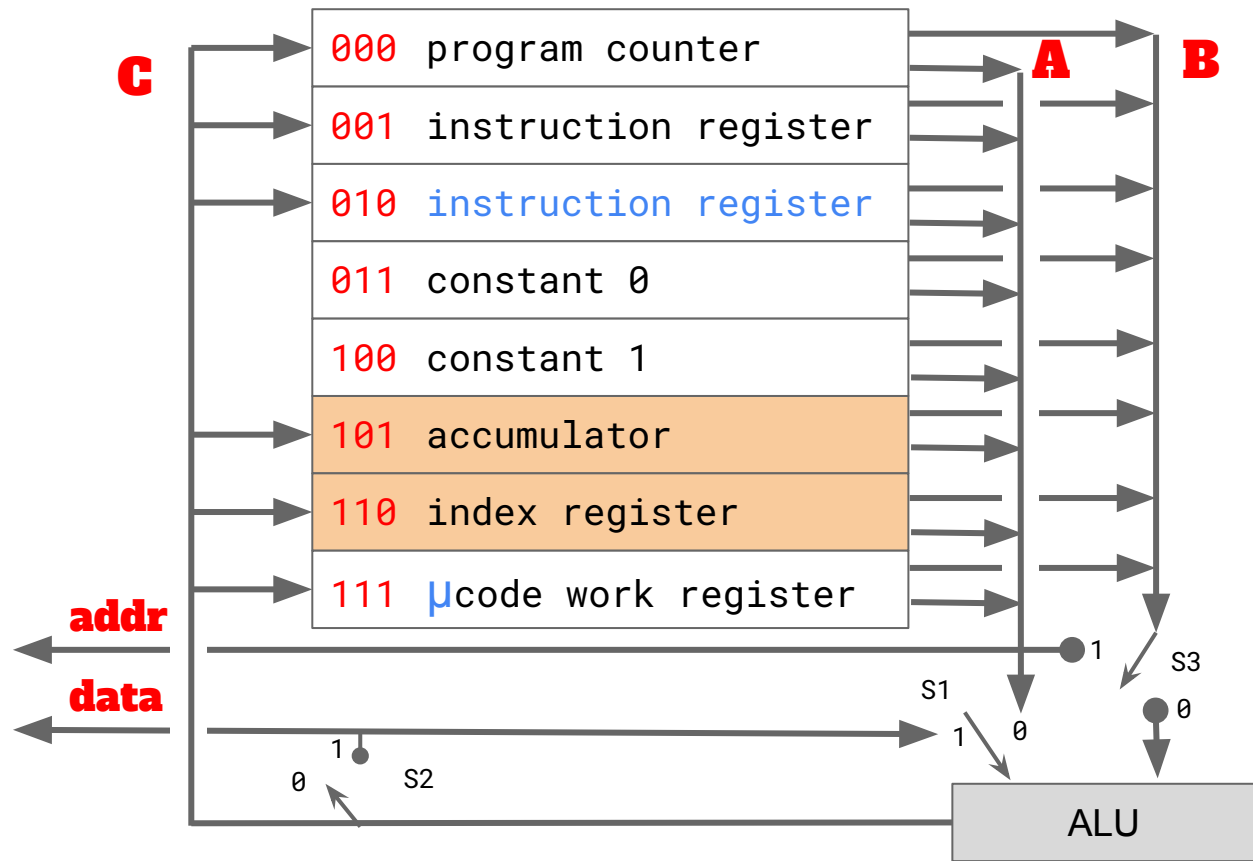 C
A
B
000 program counter
001 instruction register
010 instruction register
011 constant 0
100 constant 1
101 accumulator
110 index register
111 µcode work register
addr
1
S3
data
S1
1
0
0
1
0
S2
ALU